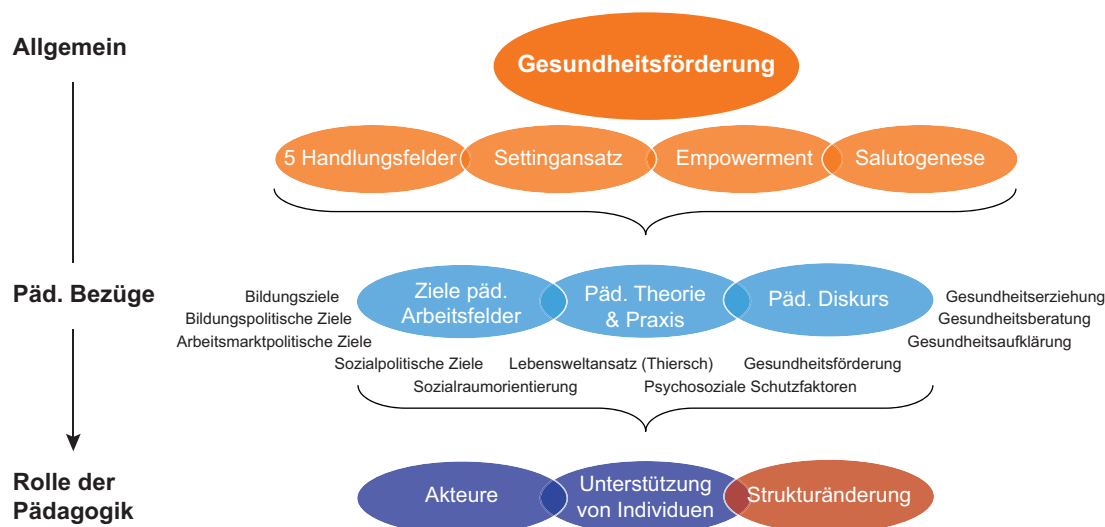 Allgemein
Gesundheitsförderung
5 Handlungsfelder
Settingansatz
Empowerment
Salutogenese
Päd. Bezüge
Bildungsziele
Bildungspolitische Ziele
Arbeitsmarktpolitische Ziele
Ziele päd.
Arbeitsfelder
Päd. Theorie
& Praxis
Päd. Diskurs
Gesundheitserziehung
Gesundheitsberatung
Gesundheitsaufklärung
Sozialpolitische Ziele
Lebensweltansatz (Thiersch)
Gesundheitsförderung
Sozialraumorientierung
Psychosoziale Schutzfaktoren
Rolle der
Pädagogik
Akteure
Unterstützung
von Individuen
Strukturänderung